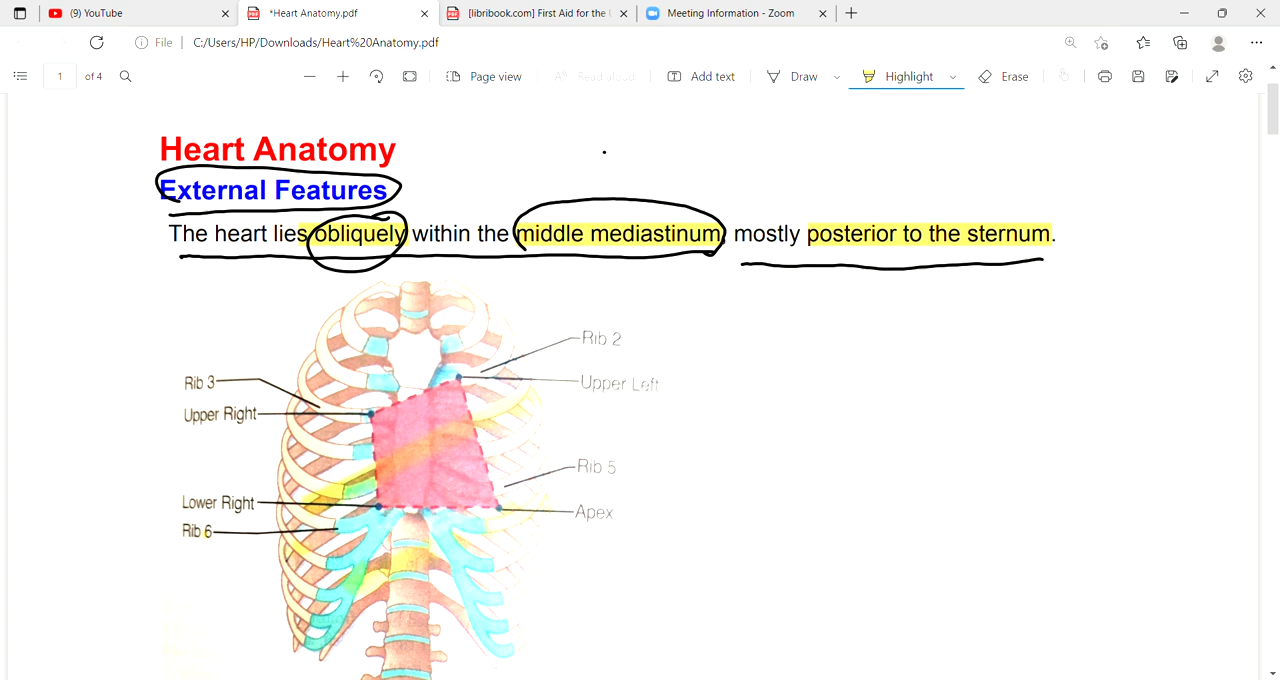 (9) YouTube
*Heart Anatomy.pdf
[libribook.com] First Aid for the
Meeting Information - Zoom
File
C:/Users/HP/Downloads/Heart%20Anatomy.pdf
1 of 4
Page view
Read aloud
Add text
Draw
Highlight
Erase
Heart Anatomy
External Features
The heart lies obliquely within the middle mediastinum, mostly posterior to the sternum.
Rib 2
Rib 3
Upper Left
Upper Right
Rib 5
Lower Right
Apex
Rib 6